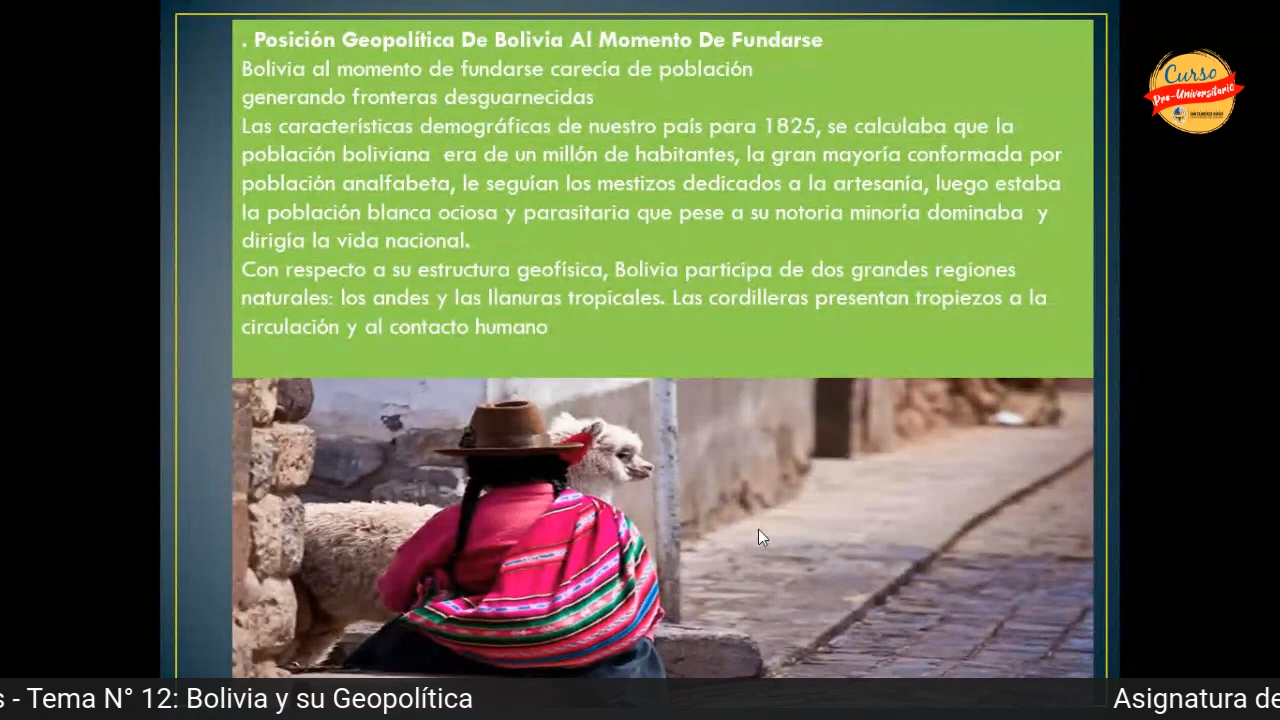 . Posición Geopolítica De Bolivia Al Momento De Fundarse
Bolivia al momento de fundarse carecía de población
generando fronteras desguarnecidas
Las características demográficas de nuestro país para 1825, se calculaba que la
población boliviana era de un millón de habitantes, la gran mayoría conformada por
población analfabeta, le seguían los mestizos dedicados a la artesanía, luego estaba
la población blanca ociosa y parasitaria que pese a su notoria minoría dominaba y
dirigía la vida nacional.
Con respecto a su estructura geofísica, Bolivia participa de dos grandes regiones
naturales: los andes y las llanuras tropicales. Las cordilleras presentan tropiezos a la
circulación y al contacto humano
Curso
Pre-Universitario
s - Tema N° 12: Bolivia y su Geopolítica
Asignatura de